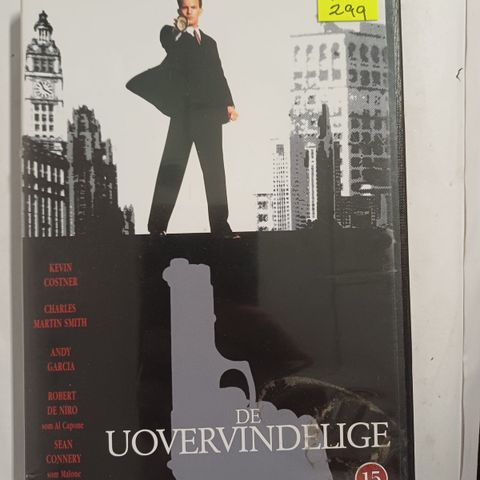 299
KEVIN
COSTNER
CHARLES
MARTIN SMITH
ANDY
GARCIA
ROBERT
DE NIRO
som Al Capone
SEAN
CONNERY
som Malone
DE
UOVERVINDELIGE
15